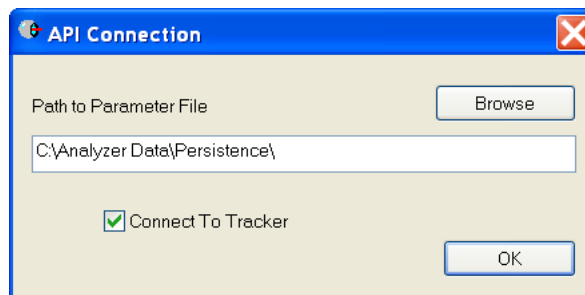 API Connection
Path to Parameter File
Browse
C:\Analyzer Data\Persistence\
Connect To Tracker
OK